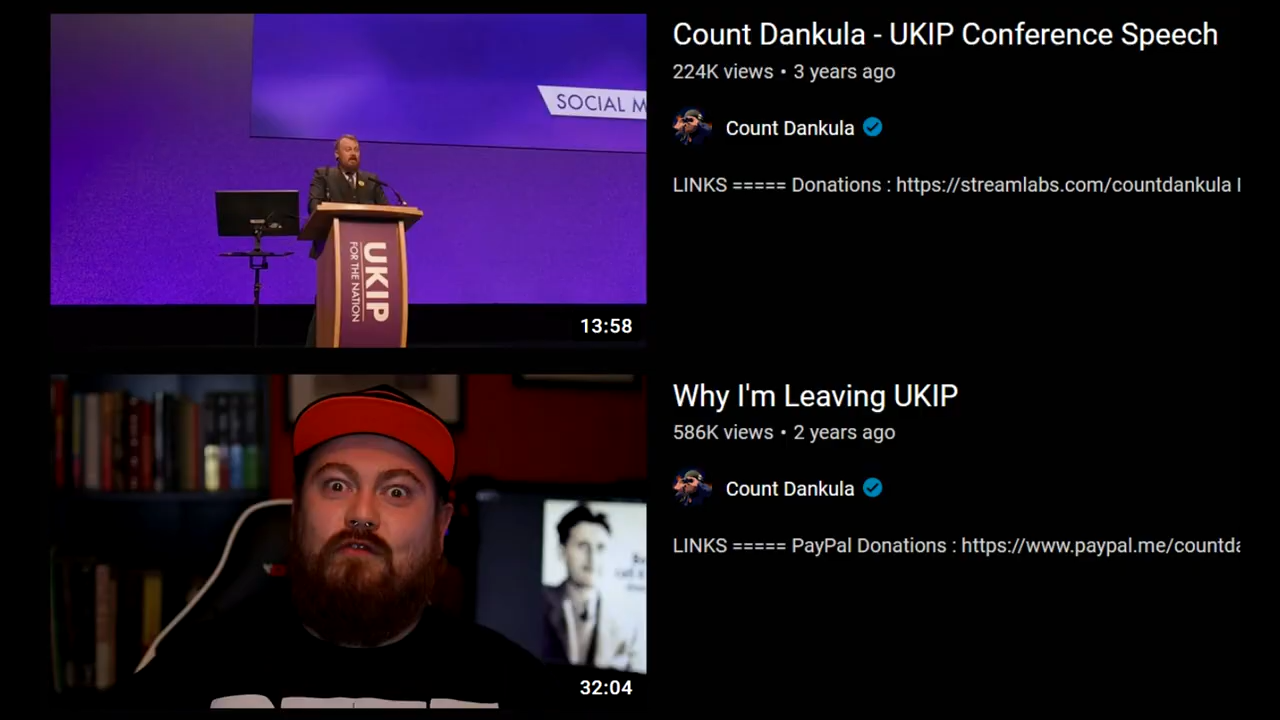 SOCIAL M
UKIP
FOR THE NATION
13:58
Count Dankula - UKIP Conference Speech
224K views • 3 years ago
Count Dankula
LINKS ===== Donations : https://streamlabs.com/countdankula
32:04
Why I'm Leaving UKIP
586K views • 2 years ago
Count Dankula
LINKS ===== PayPal Donations : https://www.paypal.me/countda